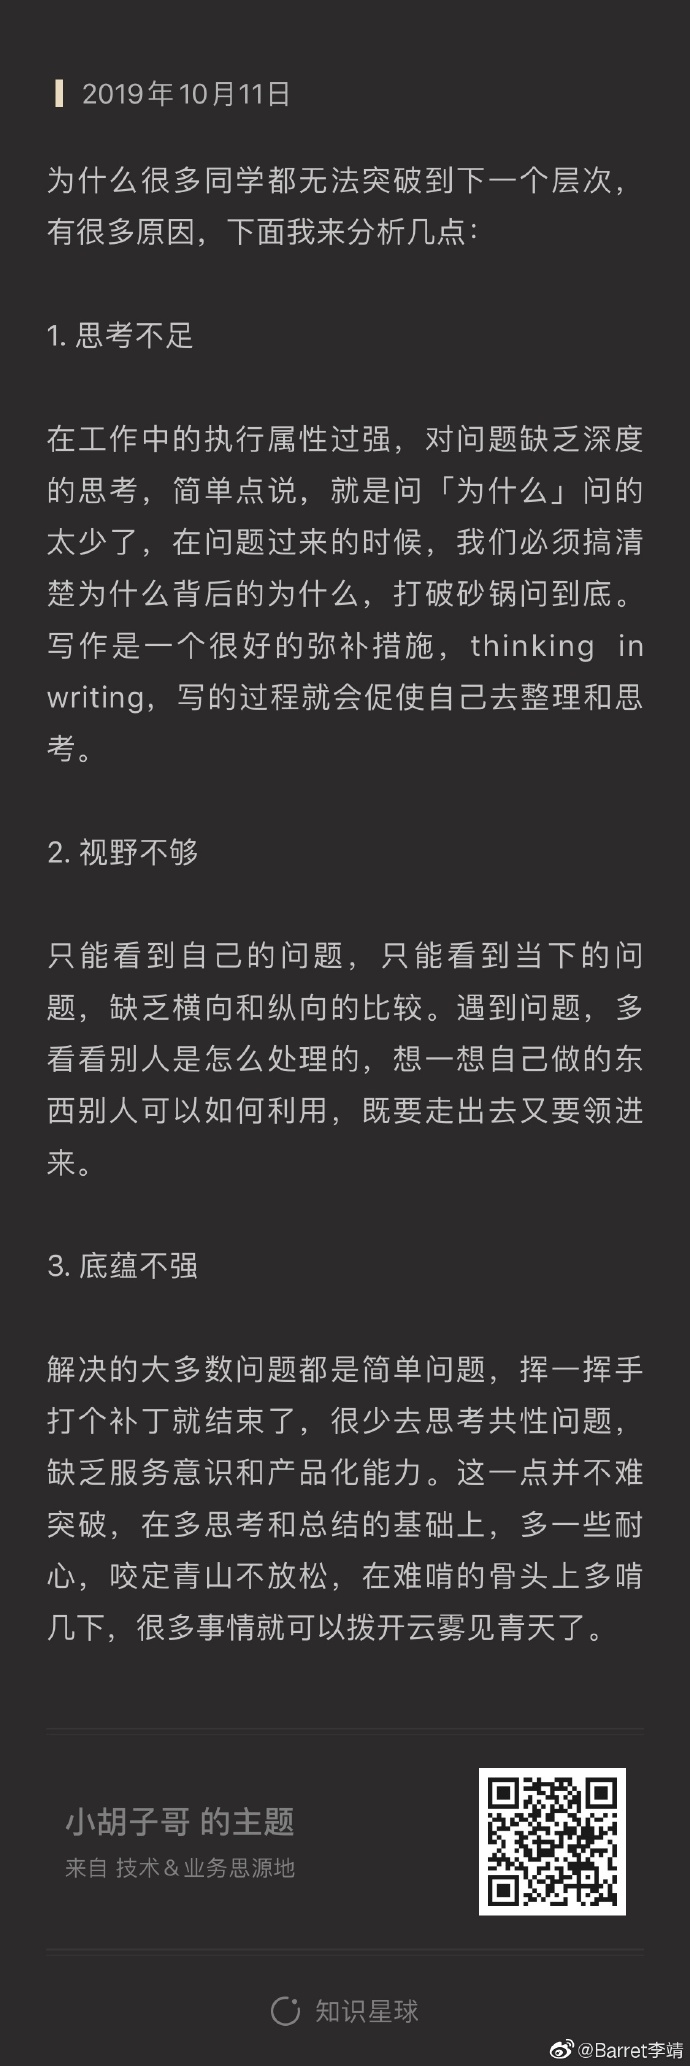 2019年10月11日
为什么很多同学都无法突破到下一个层次，
有很多原因，下面我来分析几点：
1. 思考不足
在工作中的执行属性过强，对问题缺乏深度
的思考，简单点说，就是问「为什么」问的
太少了，在问题过来的时候，我们必须搞清
楚为什么背后的为什么，打破砂锅问到底。
写作是一个很好的弥补措施，thinking in
writing，写的过程就会促使自己去整理和思
考。
2. 视野不够
只能看到自己的问题，只能看到当下的问
题，缺乏横向和纵向的比较。遇到问题，多
看看别人是怎么处理的，想一想自己做的东
西别人可以如何利用，既要走出去又要领进
来。
3. 底蕴不强
解决的大多数问题都是简单问题，挥一挥手
打个补丁就结束了，很少去思考共性问题，
缺乏服务意识和产品化能力。这一点并不难
突破，在多思考和总结的基础上，多一些耐
心，咬定青山不放松，在难啃的骨头上多啃
几下，很多事情就可以拨开云雾见青天了。
小胡子哥 的主题
来自 技术＆业务思源地
知识星球
@Barret李靖